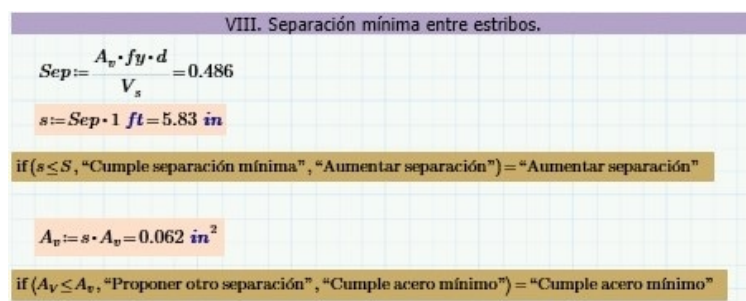 VIII. Separación mínima entre estribos.
Sep:=A_v·fy·d/V_s=0.486
s:=Sep·1 ft=5.83 in
if(s≤S,“Cumple separación mínima”,“Aumentar separación”)=“Aumentar separación”
A_v:=s·A_v=0.062 in²
if(A_V≤A_v,“Proponer otro separación”,“Cumple acero mínimo”)=“Cumple acero mínimo”